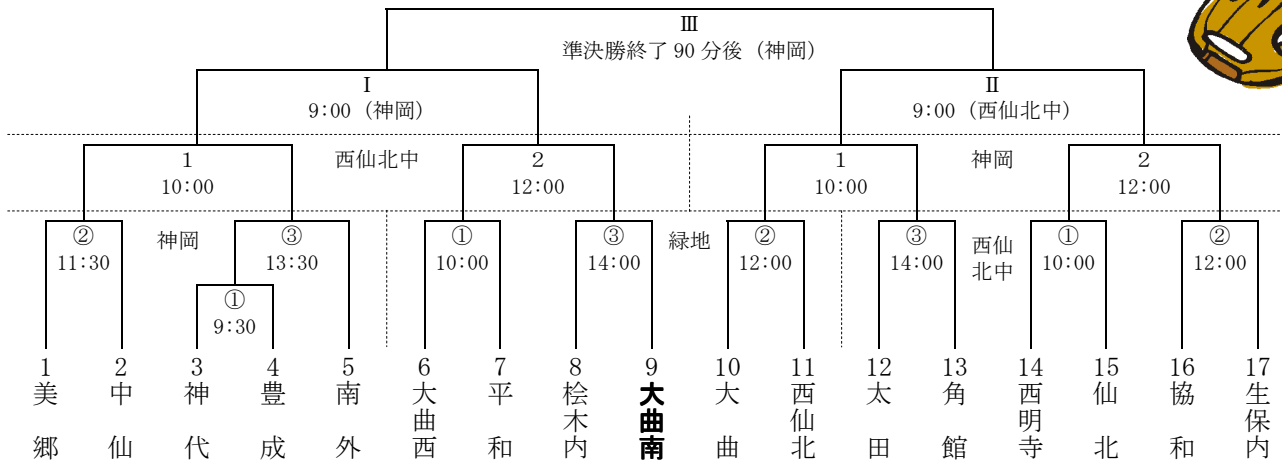 Ⅲ
準決勝終了 90 分後（神岡）
Ⅰ
9:00（神岡）
Ⅱ
9:00（西仙北中）
1
10:00
西仙北中
2
12:00
1
10:00
神岡
2
12:00
②
11:30
神岡
③
13:30
①
9:30
①
10:00
③
14:00
緑地
②
12:00
③
14:00
西仙
北中
①
10:00
②
12:00
1 美郷
2 中仙
3 神代
4 豊成
5 南外
6 大曲西
7 平和
8 桧木内
9 大曲南
10 大曲
11 西仙北
12 太田
13 角館
14 西明寺
15 仙北
16 協和
17 生保内